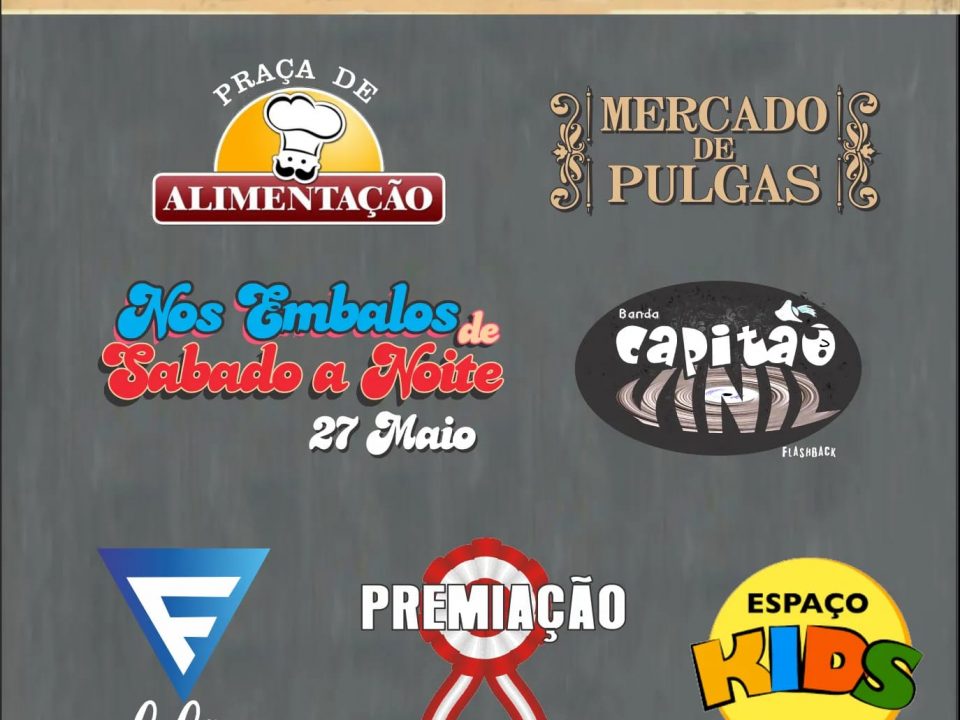 PRAÇA DE
ALIMENTAÇÃO
MERCADO
DE
PULGAS
Nos Embalos de
Sabado a Noite
27 Maio
Banda
capitão
VINIL
FLASHBACK
F
PREMIAÇÃO
ESPAÇO
KIDS